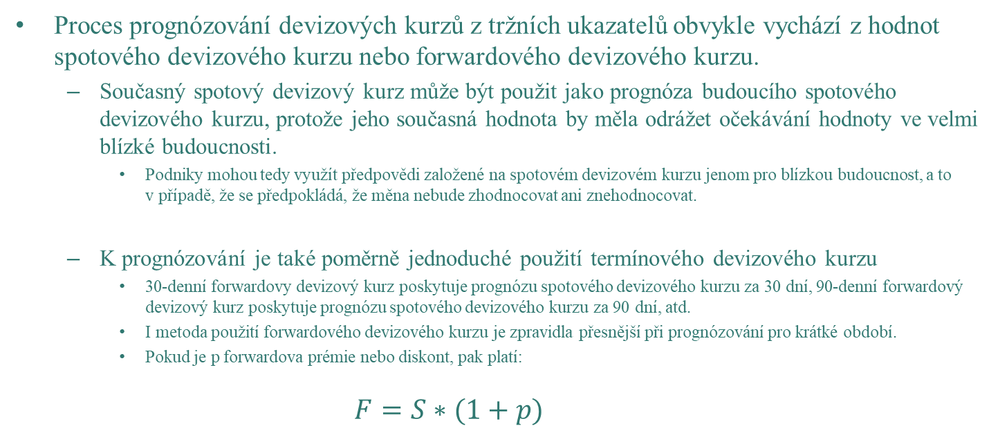 • Proces prognózování devizových kurzů z tržních ukazatelů obvykle vychází z hodnot
spotového devizového kurzu nebo forwardového devizového kurzu.
– Současný spotový devizový kurz může být použit jako prognóza budoucího spotového
devizového kurzu, protože jeho současná hodnota by měla odrážet očekávání hodnoty ve velmi
blízké budoucnosti.
• Podniky mohou tedy využít předpovědi založené na spotovém devizovém kurzu jenom pro blízkou budoucnost, a to
v případě, že se předpokládá, že měna nebude zhodnocovat ani znehodnocovat.
– K prognózování je také poměrně jednoduché použití termínového devizového kurzu
• 30-denní forwardovy devizový kurz poskytuje prognózu spotového devizového kurzu za 30 dní, 90-denní forwardový
devizový kurz poskytuje prognózu spotového devizového kurzu za 90 dní, atd.
• I metoda použití forwardového devizového kurzu je zpravidla přesnější při prognózování pro krátké období.
• Pokud je p forwardova prémie nebo diskont, pak platí:
F = S ∗ (1 + p)